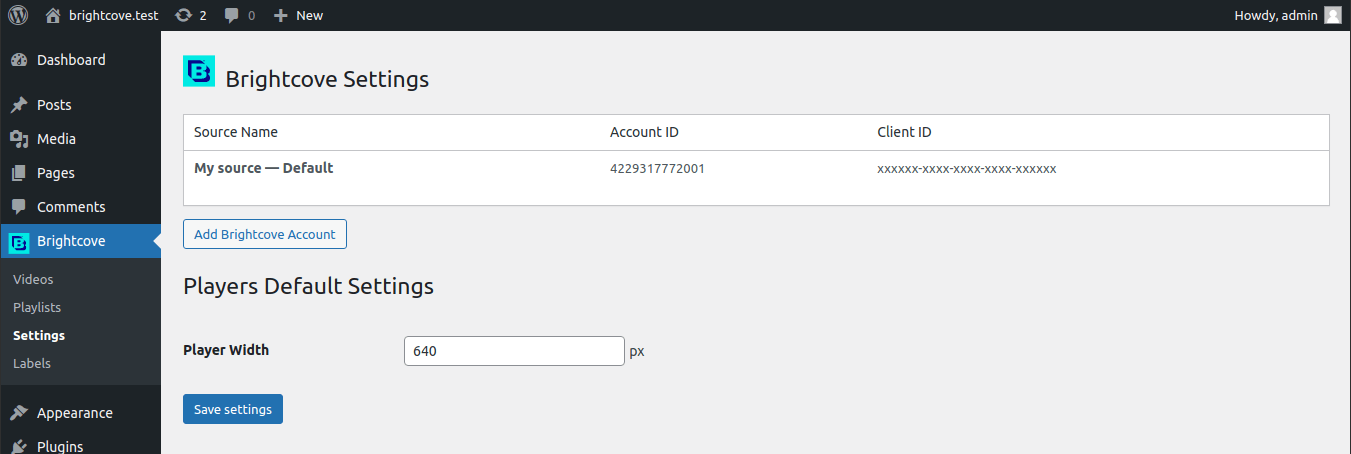 brightcove.test 2 0 New Howdy, admin
Dashboard
Posts
Media
Pages
Comments
Brightcove
Videos
Playlists
Settings
Labels
Appearance
Plugins
Brightcove Settings
Source Name Account ID Client ID
My source — Default 4229317772001 xxxxxx-xxxx-xxxx-xxxx-xxxxxx
Add Brightcove Account
Players Default Settings
Player Width 640 px
Save settings